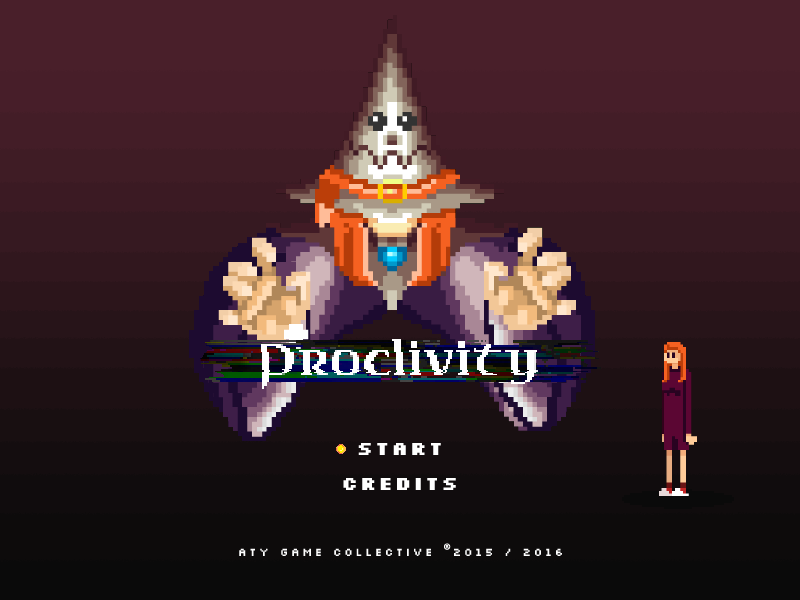 Proclivity
START
CREDITS
ATY GAME COLLECTIVE ©2015 / 2016